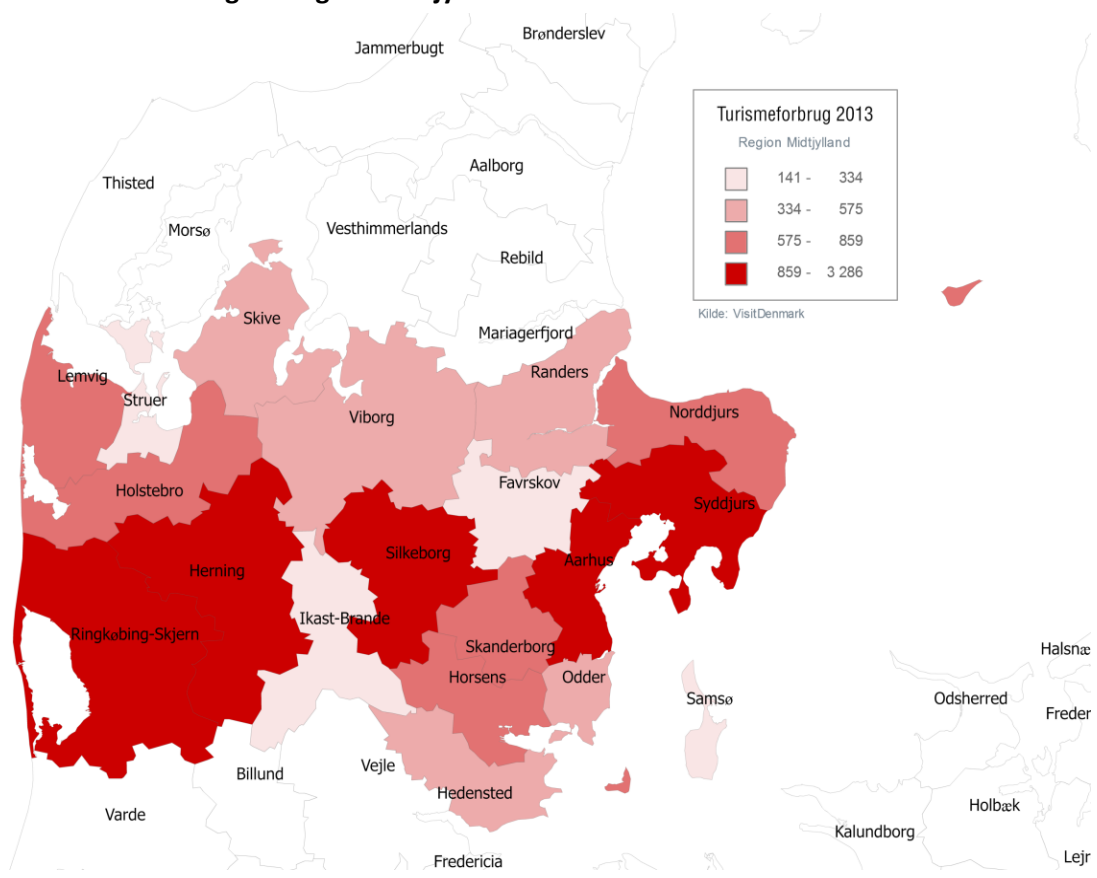 Brønderslev
Jammerbugt
Turismeforbrug 2013
Region Midtjylland
141 - 334
334 - 575
575 - 859
859 - 3 286
Kilde: VisitDenmark
Aalborg
Thisted
Vesthimmerlands
Morsø
Rebild
Skive
Mariagerfjord
Randers
Lemvig
Struer
Norddjurs
Viborg
Favrskov
Holstebro
Syddjurs
Silkeborg
Aarhus
Herning
Ikast-Brande
Ringkøbing-Skjern
Skanderborg
Halsnæ
Horsens
Odder
Samsø
Odsherred
Freder
Vejle
Billund
Hedensted
Holbæk
Varde
Kalundborg
Fredericia
Lejr